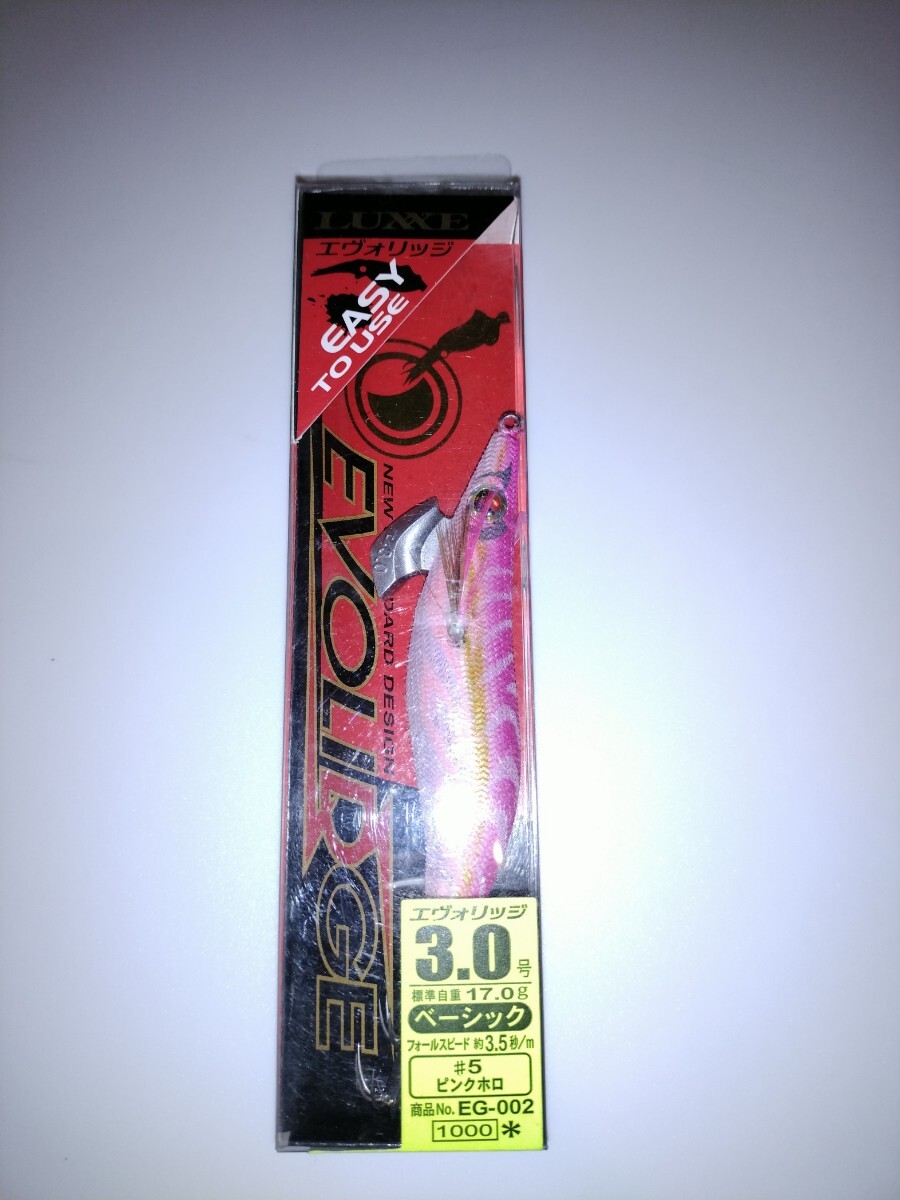 LUXXE
エヴォリッジ
EASY
TO USE
NEW
DARD DESIGN
EVOLIRGE
エヴォリッジ
3.0号
標準自重 17.0g
ベーシック
フォールスピード 約3.5秒/m
♯5
ピンクホロ
商品No. EG-002
1000 *